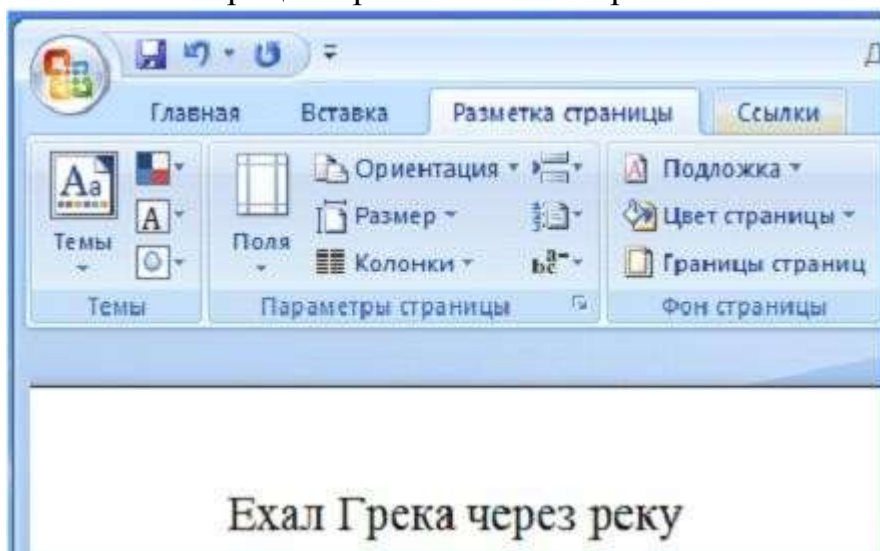 Главная Вставка Разметка страницы Ссылки
Aa Ориентация Подложка
A Размер Цвет страницы
Темы Поля Колонки Границы страниц
Темы Параметры страницы Фон страницы
Ехал Грека через реку